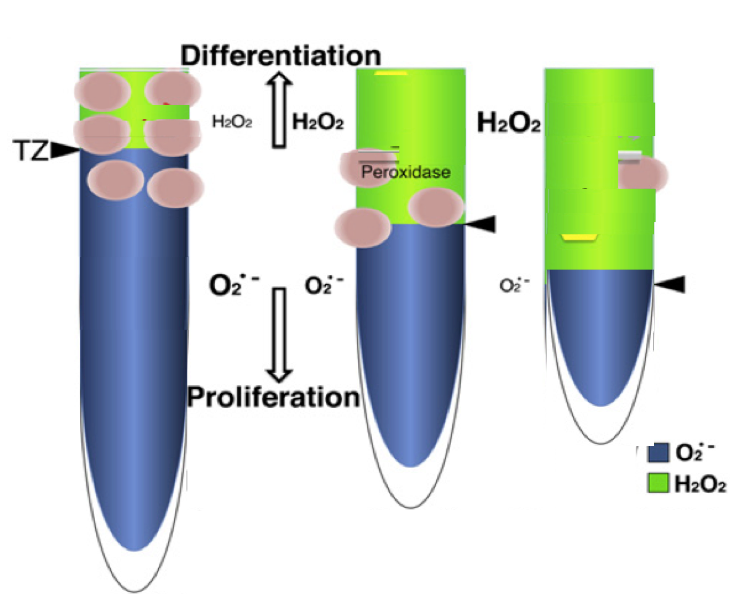 Differentiation
H₂O₂ H₂O₂ H₂O₂
TZ
Peroxidase
O₂˙⁻ O₂˙⁻ O₂˙⁻
Proliferation
O₂˙⁻
H₂O₂